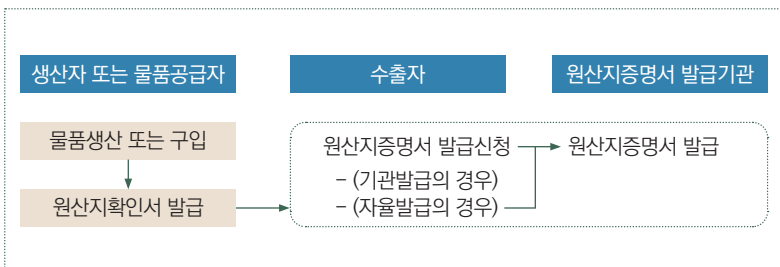 생산자 또는 물품공급자
수출자
원산지증명서 발급기관
물품생산 또는 구입
원산지확인서 발급
원산지증명서 발급신청
- (기관발급의 경우)
- (자율발급의 경우)
원산지증명서 발급